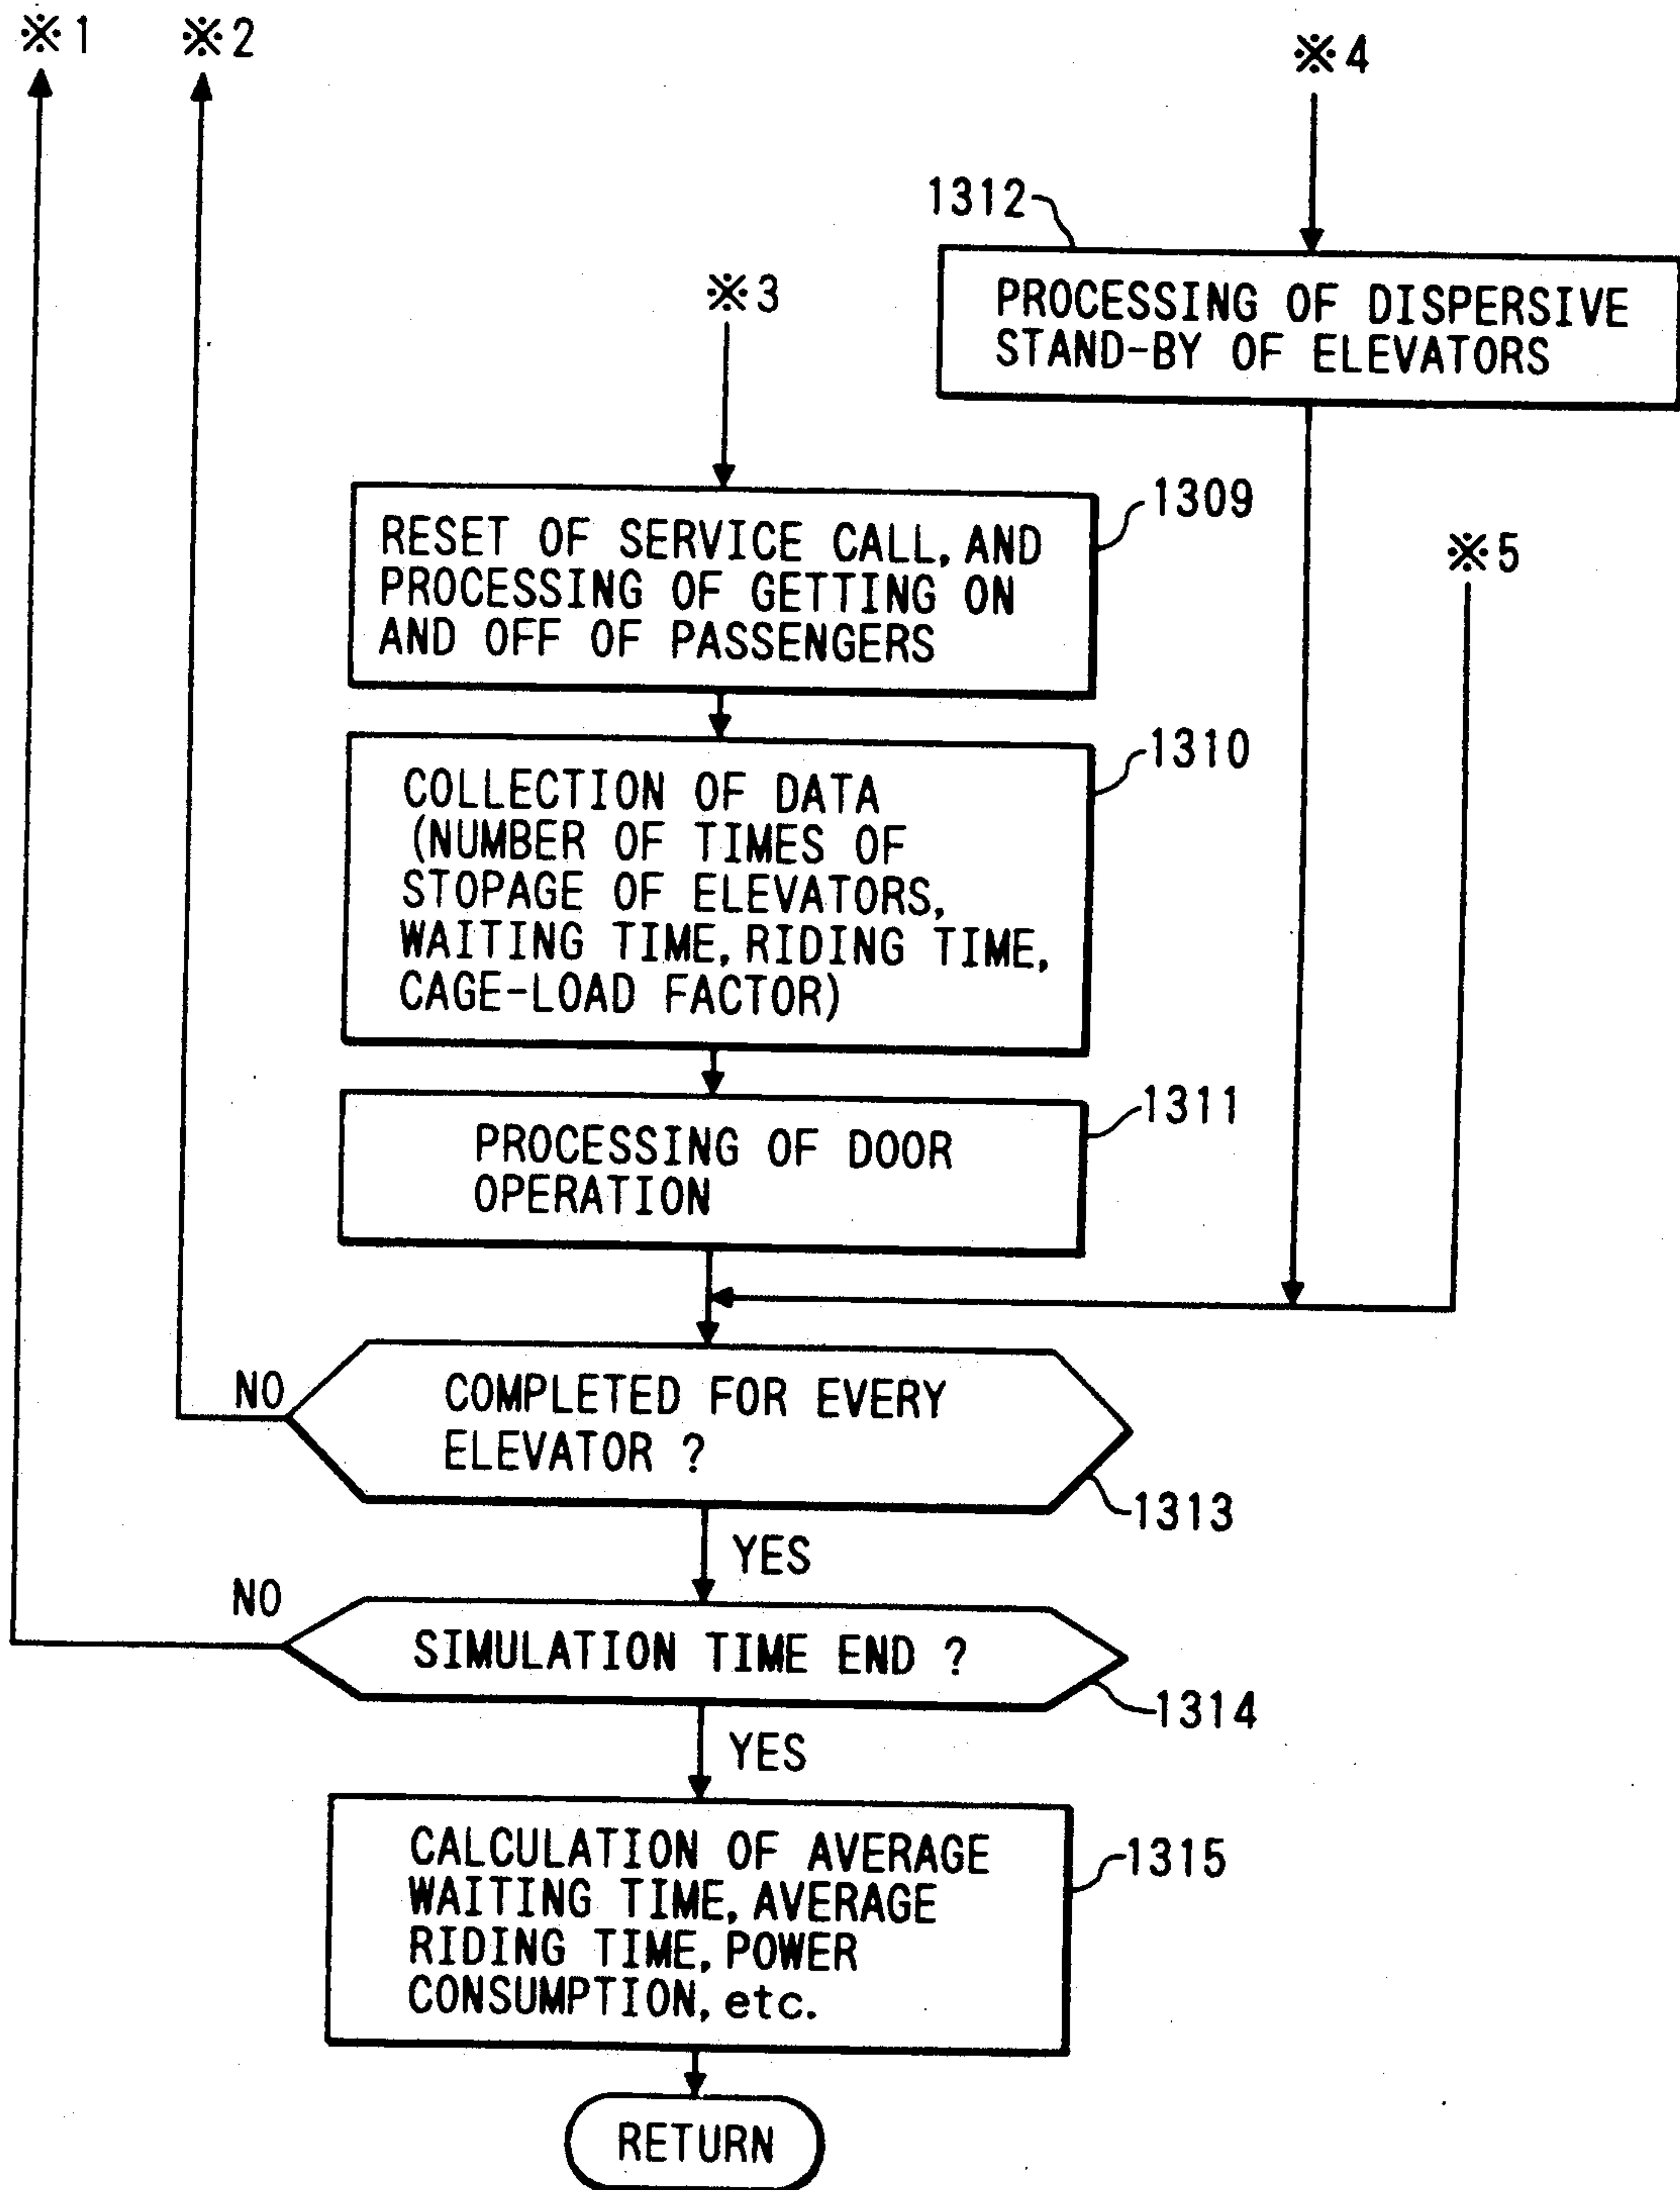 ※1
※2
※4
1312
PROCESSING OF DISPERSIVE
STAND-BY OF ELEVATORS
※3
1309
RESET OF SERVICE CALL, AND
PROCESSING OF GETTING ON
AND OFF OF PASSENGERS
※5
1310
COLLECTION OF DATA
(NUMBER OF TIMES OF
STOPAGE OF ELEVATORS,
WAITING TIME, RIDING TIME,
CAGE-LOAD FACTOR)
1311
PROCESSING OF DOOR
OPERATION
NO
COMPLETED FOR EVERY
ELEVATOR ?
1313
YES
NO
SIMULATION TIME END ?
1314
YES
CALCULATION OF AVERAGE
WAITING TIME, AVERAGE
RIDING TIME, POWER
CONSUMPTION, etc.
1315
RETURN